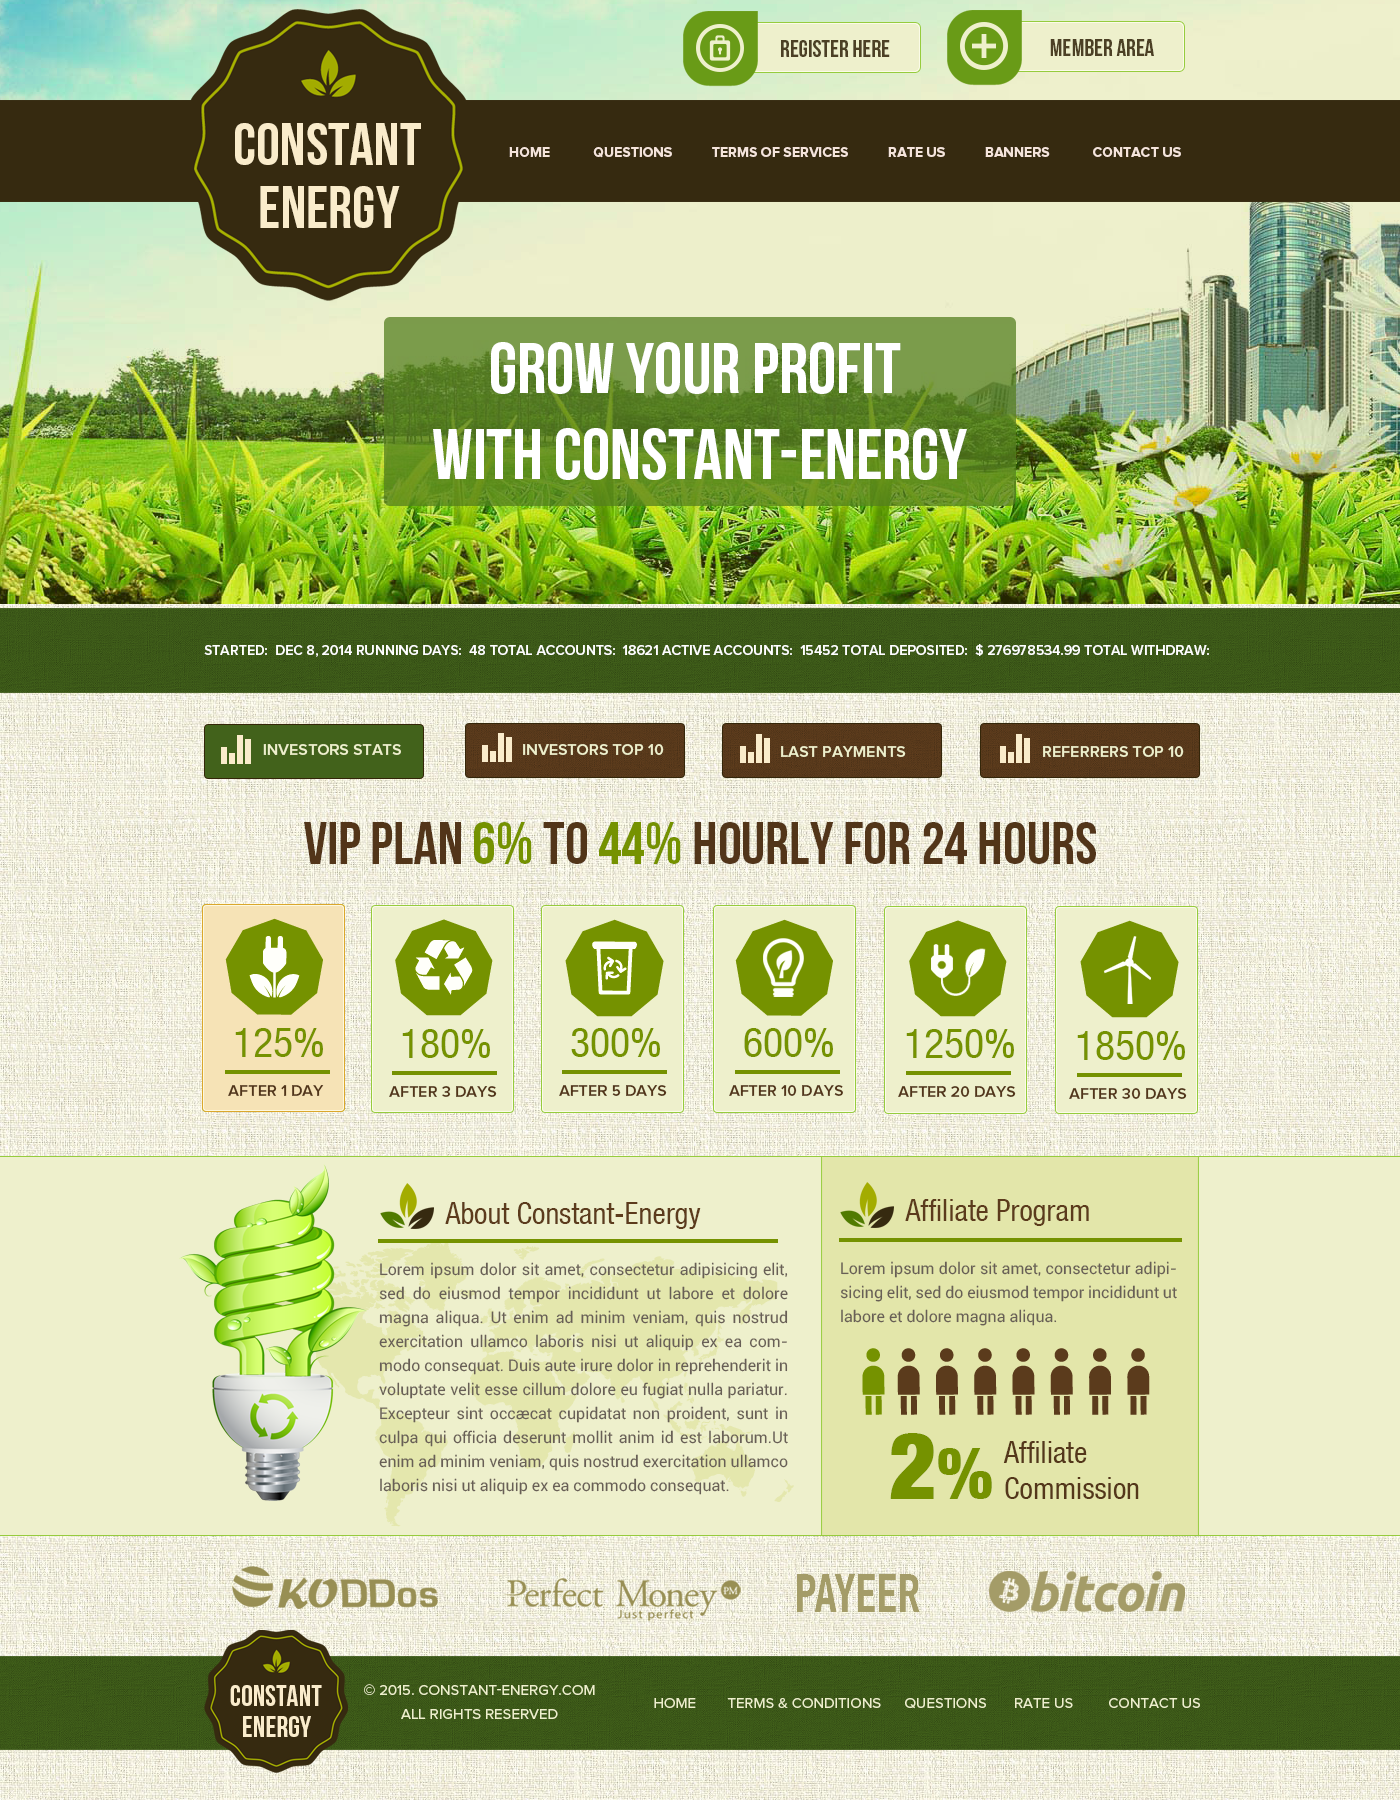 REGISTER HERE
MEMBER AREA
CONSTANT
ENERGY
HOME QUESTIONS TERMS OF SERVICES RATE US BANNERS CONTACT US
GROW YOUR PROFIT
WITH CONSTANT-ENERGY
STARTED: DEC 8, 2014 RUNNING DAYS: 48 TOTAL ACCOUNTS: 18621 ACTIVE ACCOUNTS: 15452 TOTAL DEPOSITED: $ 276978534.99 TOTAL WITHDRAW:
INVESTORS STATS
INVESTORS TOP 10
LAST PAYMENTS
REFERRERS TOP 10
VIP PLAN 6% TO 44% HOURLY FOR 24 HOURS
125%
AFTER 1 DAY
180%
AFTER 3 DAYS
300%
AFTER 5 DAYS
600%
AFTER 10 DAYS
1250%
AFTER 20 DAYS
1850%
AFTER 30 DAYS
About Constant-Energy
Lorem ipsum dolor sit amet, consectetur adipisicing elit,
sed do eiusmod tempor incididunt ut labore et dolore
magna aliqua. Ut enim ad minim veniam, quis nostrud
exercitation ullamco laboris nisi ut aliquip ex ea com-
modo consequat. Duis aute irure dolor in reprehenderit in
voluptate velit esse cillum dolore eu fugiat nulla pariatur.
Excepteur sint occæcat cupidatat non proident, sunt in
culpa qui officia deserunt mollit anim id est laborum.Ut
enim ad minim veniam, quis nostrud exercitation ullamco
laboris nisi ut aliquip ex ea commodo consequat.
Affiliate Program
Lorem ipsum dolor sit amet, consectetur adipi-
sicing elit, sed do eiusmod tempor incididunt ut
labore et dolore magna aliqua.
2%
Affiliate
Commission
KODDOS
Perfect Money PM
Just perfect
PAYEER
bitcoin
CONSTANT
ENERGY
© 2015. CONSTANT-ENERGY.COM
ALL RIGHTS RESERVED
HOME TERMS & CONDITIONS QUESTIONS RATE US CONTACT US